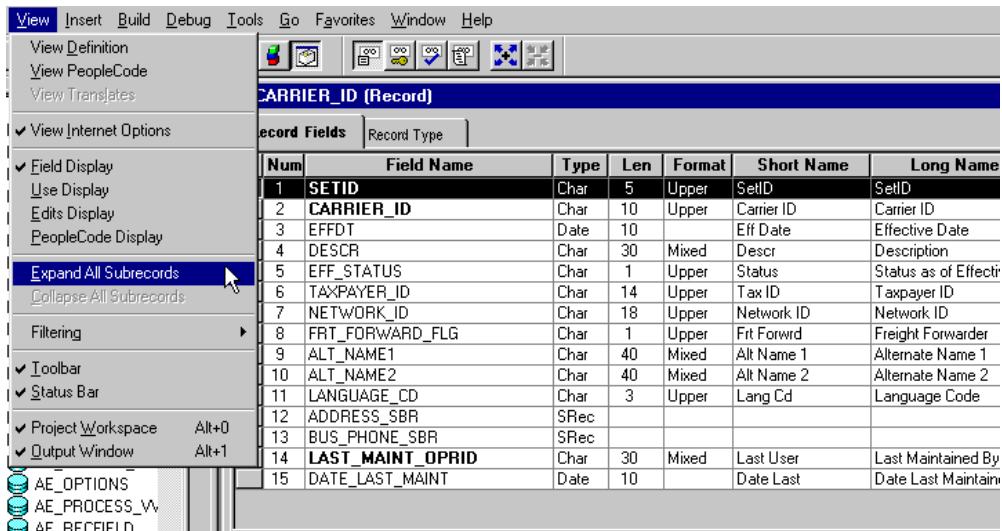 View Insert Build Debug Tools Go Favorites Window Help
View Definition
View PeopleCode
View Translates
View Internet Options
Field Display
Use Display
Edits Display
PeopleCode Display
Expand All Subrecords
Collapse All Subrecords
Filtering
Toolbar
Status Bar
Project Workspace Alt+0
Output Window Alt+1
CARRIER_ID (Record)
Record Fields Record Type
Num Field Name Type Len Format Short Name Long Name
1 SETID Char 5 Upper SetID SetID
2 CARRIER_ID Char 10 Upper Carrier ID Carrier ID
3 EFFDT Date 10 Eff Date Effective Date
4 DESCR Char 30 Mixed Descr Description
5 EFF_STATUS Char 1 Upper Status Status as of Effecti
6 TAXPAYER_ID Char 14 Upper Tax ID Taxpayer ID
7 NETWORK_ID Char 18 Upper Network ID Network ID
8 FRT_FORWARD_FLG Char 1 Upper Frt Forwrd Freight Forwarder
9 ALT_NAME1 Char 40 Mixed Alt Name 1 Alternate Name 1
10 ALT_NAME2 Char 40 Mixed Alt Name 2 Alternate Name 2
11 LANGUAGE_CD Char 3 Upper Lang Cd Language Code
12 ADDRESS_SBR SRec
13 BUS_PHONE_SBR SRec
14 LAST_MAINT_OPRID Char 30 Mixed Last User Last Maintained By
15 DATE_LAST_MAINT Date 10 Date Last Date Last Maintain
AE_OPTIONS
AE_PROCESS_V
AE_RECFIELD